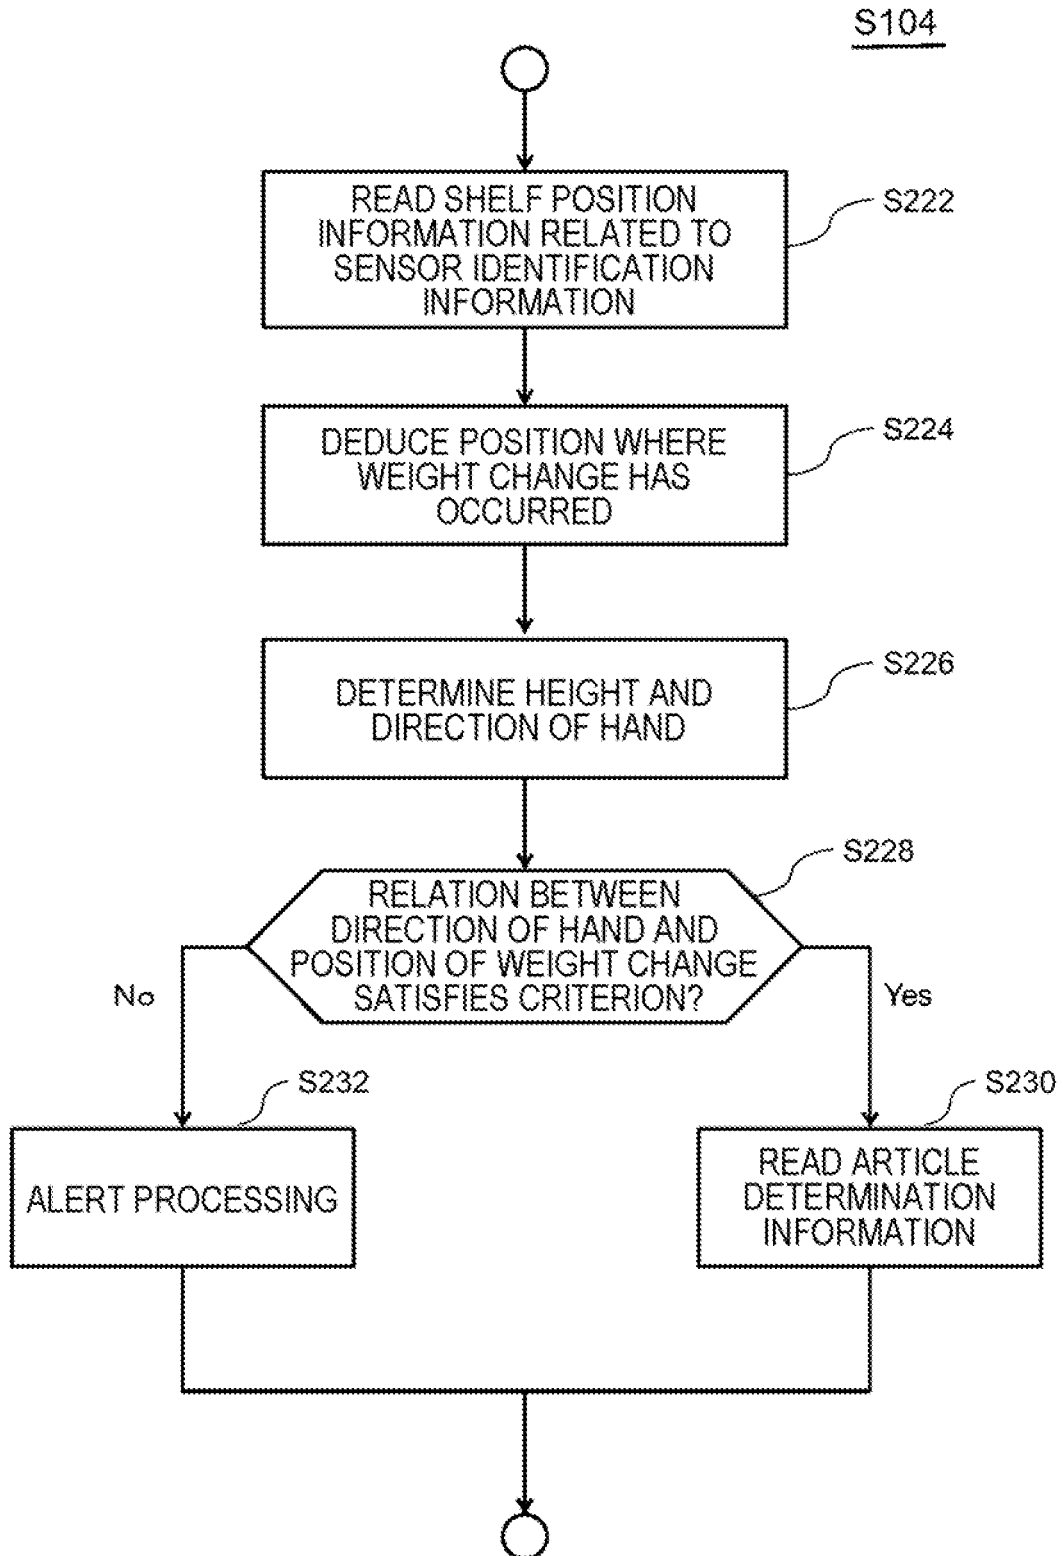 S104
READ SHELF POSITION
INFORMATION RELATED TO
SENSOR IDENTIFICATION
INFORMATION
S222
DEDUCE POSITION WHERE
WEIGHT CHANGE HAS
OCCURRED
S224
DETERMINE HEIGHT AND
DIRECTION OF HAND
S226
RELATION BETWEEN
DIRECTION OF HAND AND
POSITION OF WEIGHT CHANGE
SATISFIES CRITERION?
S228
No
Yes
S232
S230
ALERT PROCESSING
READ ARTICLE
DETERMINATION
INFORMATION